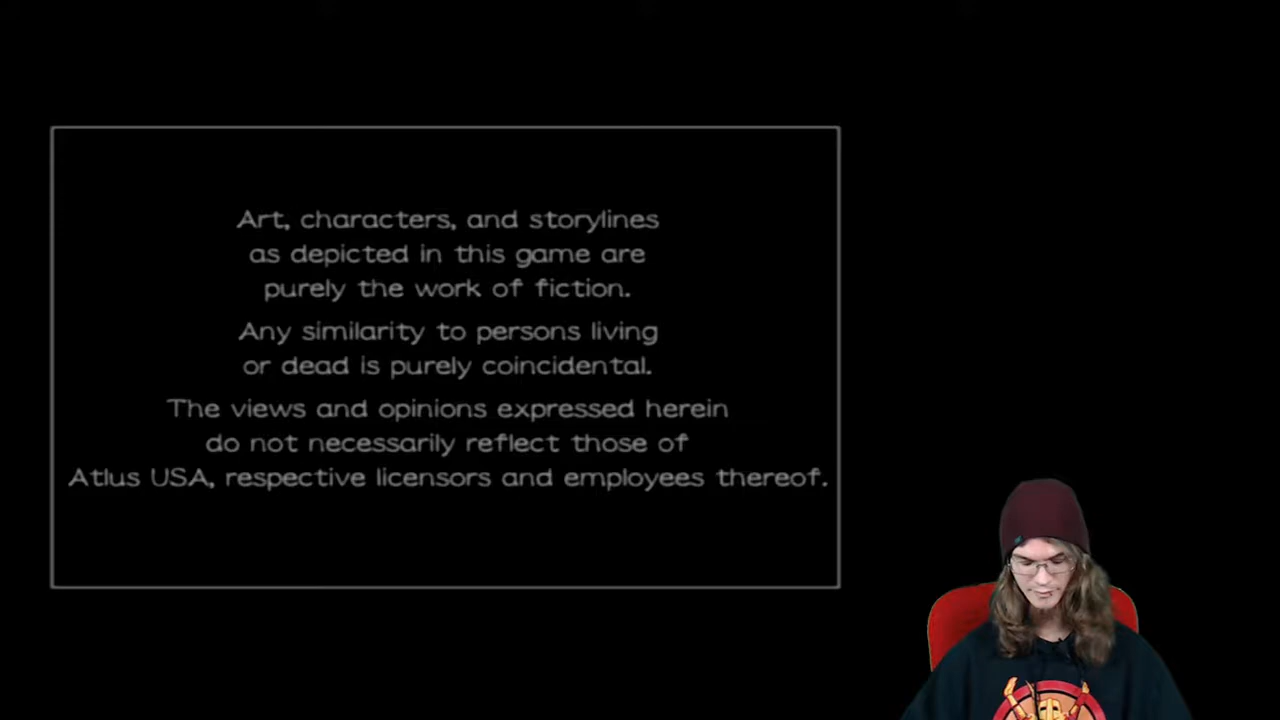 Art, characters, and storylines
as depicted in this game are
purely the work of fiction.
Any similarity to persons living
or dead is purely coincidental.
The views and opinions expressed herein
do not necessarily reflect those of
Atlus USA, respective licensors and employees thereof.